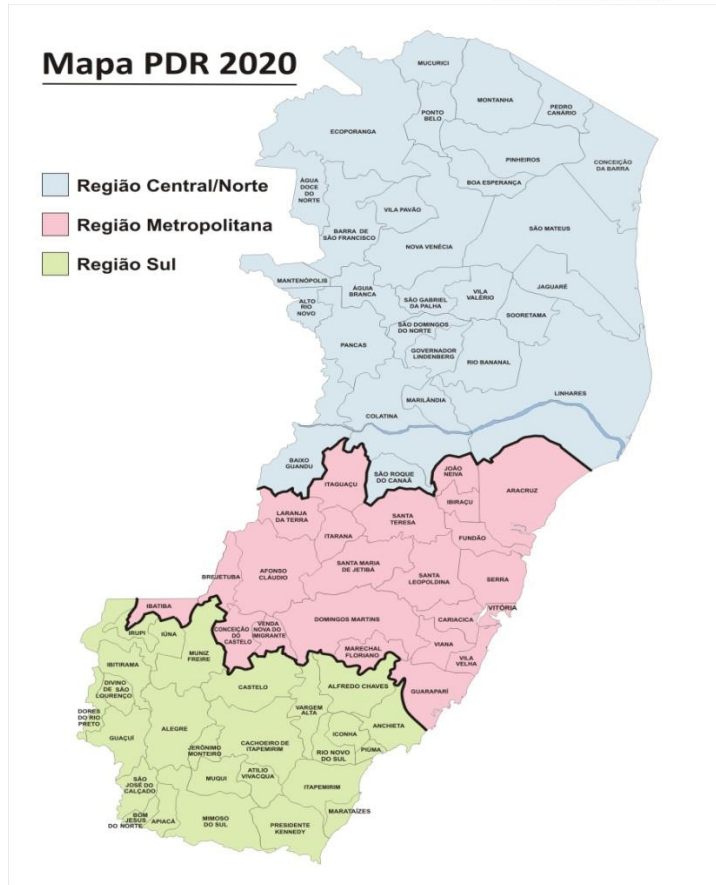 Mapa PDR 2020
Região Central/Norte
Região Metropolitana
Região Sul
MUCURICI
MONTANHA
PEDRO
CANÁRIO
PONTO
BELO
ECOPORANGA
PINHEIROS
CONCEIÇÃO
DA BARRA
ÁGUA
DOCE
DO
NORTE
BOA ESPERANÇA
VILA PAVÃO
BARRA DE
SÃO FRANCISCO
SÃO MATEUS
NOVA VENÉCIA
MANTENÓPOLIS
ÁGUIA
BRANCA
JAGUARÉ
ALTO
RIO
NOVO
SÃO GABRIEL
DA PALHA
VILA
VALÉRIO
SOORETAMA
SÃO DOMINGOS
DO NORTE
PANCAS
GOVERNADOR
LINDENBERG
RIO BANANAL
MARILÂNDIA
LINHARES
COLATINA
BAIXO
GUANDU
ITAGUAÇU
SÃO ROQUE
DO CANAÃ
JOÃO
NEIVA
ARACRUZ
IBIRAÇU
LARANJA
DA TERRA
SANTA
TERESA
ITARANA
FUNDÃO
BREJETUBA
AFONSO
CLÁUDIO
SANTA MARIA
DE JETIBÁ
SANTA
LEOPOLDINA
SERRA
IBATIBA
VITÓRIA
CONCEIÇÃO
DO
CASTELO
VENDA
NOVA DO
IMIGRANTE
DOMINGOS MARTINS
CARIACICA
VIANA
MARECHAL
FLORIANO
VILA
VELHA
GUARAPARÍ
IRUPI
IÚNA
MUNIZ
FREIRE
IBITIRAMA
DIVINO
DE SÃO
LOURENÇO
CASTELO
ALFREDO CHAVES
DORES
DO RIO
PRETO
VARGEM
ALTA
ANCHIETA
GUAÇUÍ
ALEGRE
ICONHA
CACHOEIRO DE
ITAPEMIRIM
JERÔNIMO
MONTEIRO
RIO NOVO
DO SUL
PIÚMA
SÃO
JOSÉ DO
CALÇADO
MUQUI
ATILIO
VIVACQUA
ITAPEMIRIM
BOM
JESUS
DO NORTE
APIACÁ
MIMOSO
DO SUL
PRESIDENTE
KENNEDY
MARATAÍZES